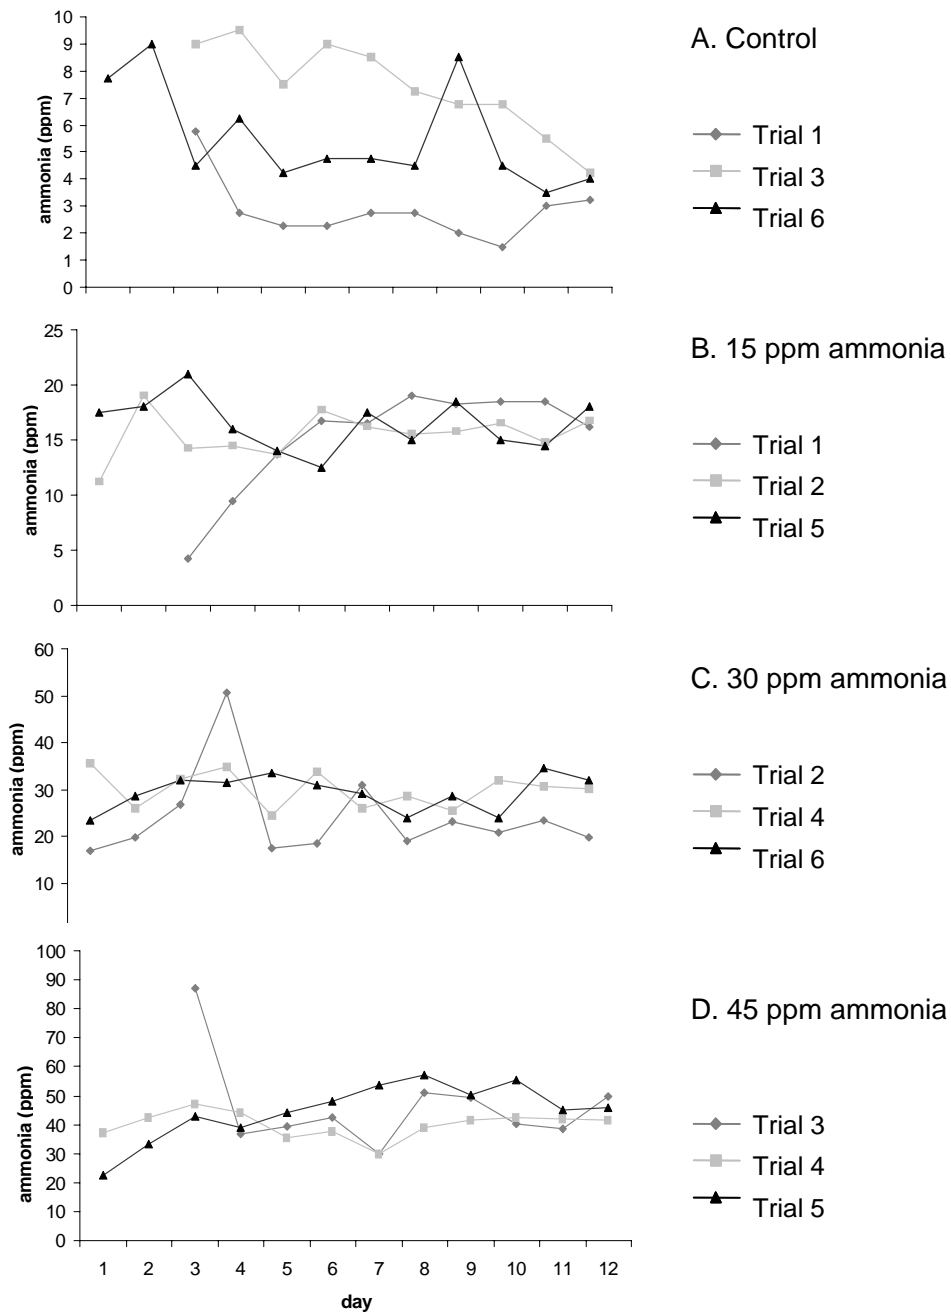 A. Control
ammonia (ppm)
10
9
8
7
6
5
4
3
2
1
0
Trial 1
Trial 3
Trial 6
B. 15 ppm ammonia
ammonia (ppm)
25
20
15
10
5
0
Trial 1
Trial 2
Trial 5
C. 30 ppm ammonia
ammonia (ppm)
60
50
40
30
20
10
Trial 2
Trial 4
Trial 6
D. 45 ppm ammonia
ammonia (ppm)
100
90
80
70
60
50
40
30
20
10
0
Trial 3
Trial 4
Trial 5
1 2 3 4 5 6 7 8 9 10 11 12
day